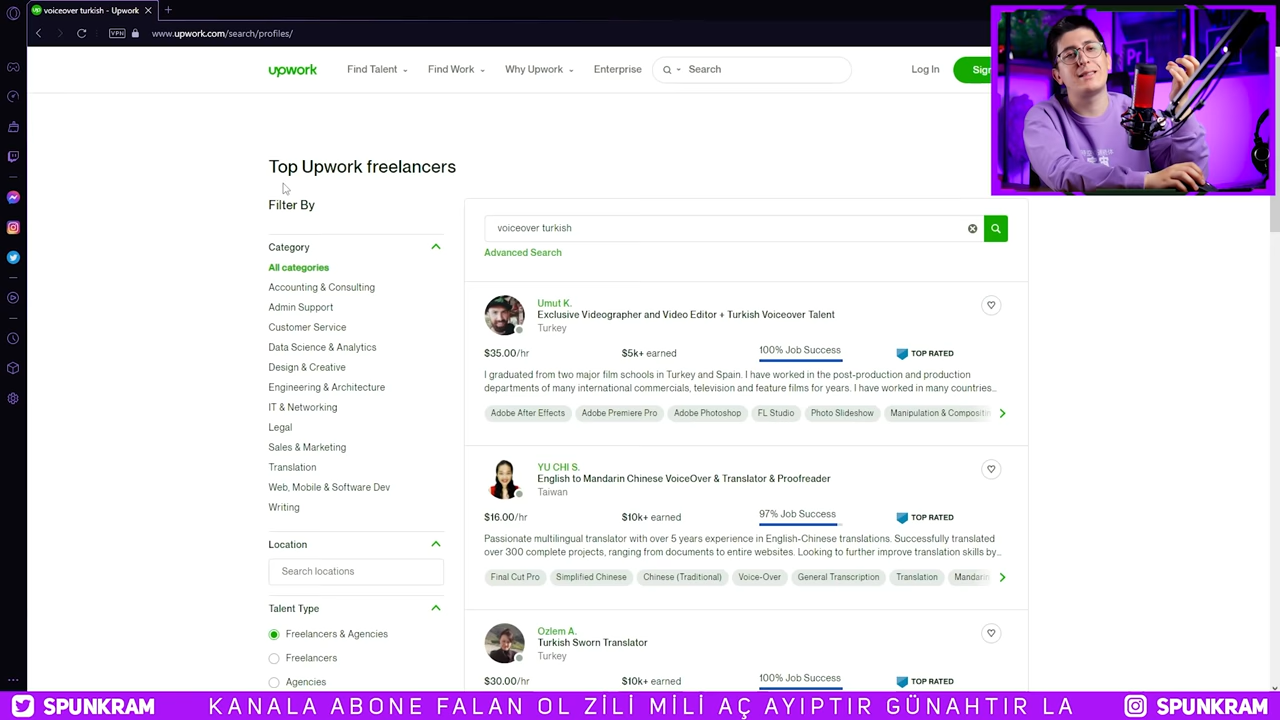 voiceover turkish - Upwork
VPN
www.upwork.com/search/profiles/
upwork
Find Talent
Find Work
Why Upwork
Enterprise
Search
Log In
Sign
Top Upwork freelancers
Filter By
Category
All categories
Accounting & Consulting
Admin Support
Customer Service
Data Science & Analytics
Design & Creative
Engineering & Architecture
IT & Networking
Legal
Sales & Marketing
Translation
Web, Mobile & Software Dev
Writing
Location
Search locations
Talent Type
Freelancers & Agencies
Freelancers
Agencies
voiceover turkish
Advanced Search
Umut K.
Exclusive Videographer and Video Editor + Turkish Voiceover Talent
Turkey
$35.00/hr
$5k+ earned
100% Job Success
TOP RATED
I graduated from two major film schools in Turkey and Spain. I have worked in the post-production and production
departments of many international commercials, television and feature films for years. I have worked in many countries...
Adobe After Effects
Adobe Premiere Pro
Adobe Photoshop
FL Studio
Photo Slideshow
Manipulation & Compositin
YU CHI S.
English to Mandarin Chinese VoiceOver & Translator & Proofreader
Taiwan
$16.00/hr
$10k+ earned
97% Job Success
TOP RATED
Passionate multilingual translator with over 5 years experience in English-Chinese translations. Successfully translated
over 300 complete projects, ranging from documents to entire websites. Looking to further improve translation skills by...
Final Cut Pro
Simplified Chinese
Chinese (Traditional)
Voice-Over
General Transcription
Translation
Mandarin
Ozlem A.
Turkish Sworn Translator
Turkey
$30.00/hr
$10k+ earned
100% Job Success
TOP RATED
Pr
SPUNKRAM
KANALA ABONE FALAN OL ZİLİ MİLİ AÇ AYIPTIR GÜNAHTIR LA
SPUNKRAM